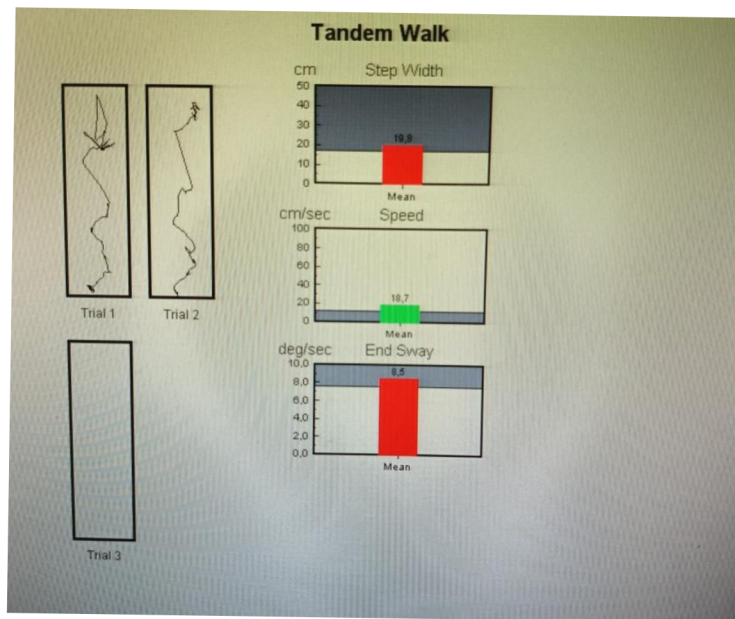 Tandem Walk
cm Step Width
50
40
30
20
10
0
19,9
Mean
cm/sec Speed
100
80
60
40
20
0
18,7
Mean
deg/sec End Sway
10,0
8,0
6,0
4,0
2,0
0,0
8,5
Mean
Trial 1
Trial 2
Trial 3